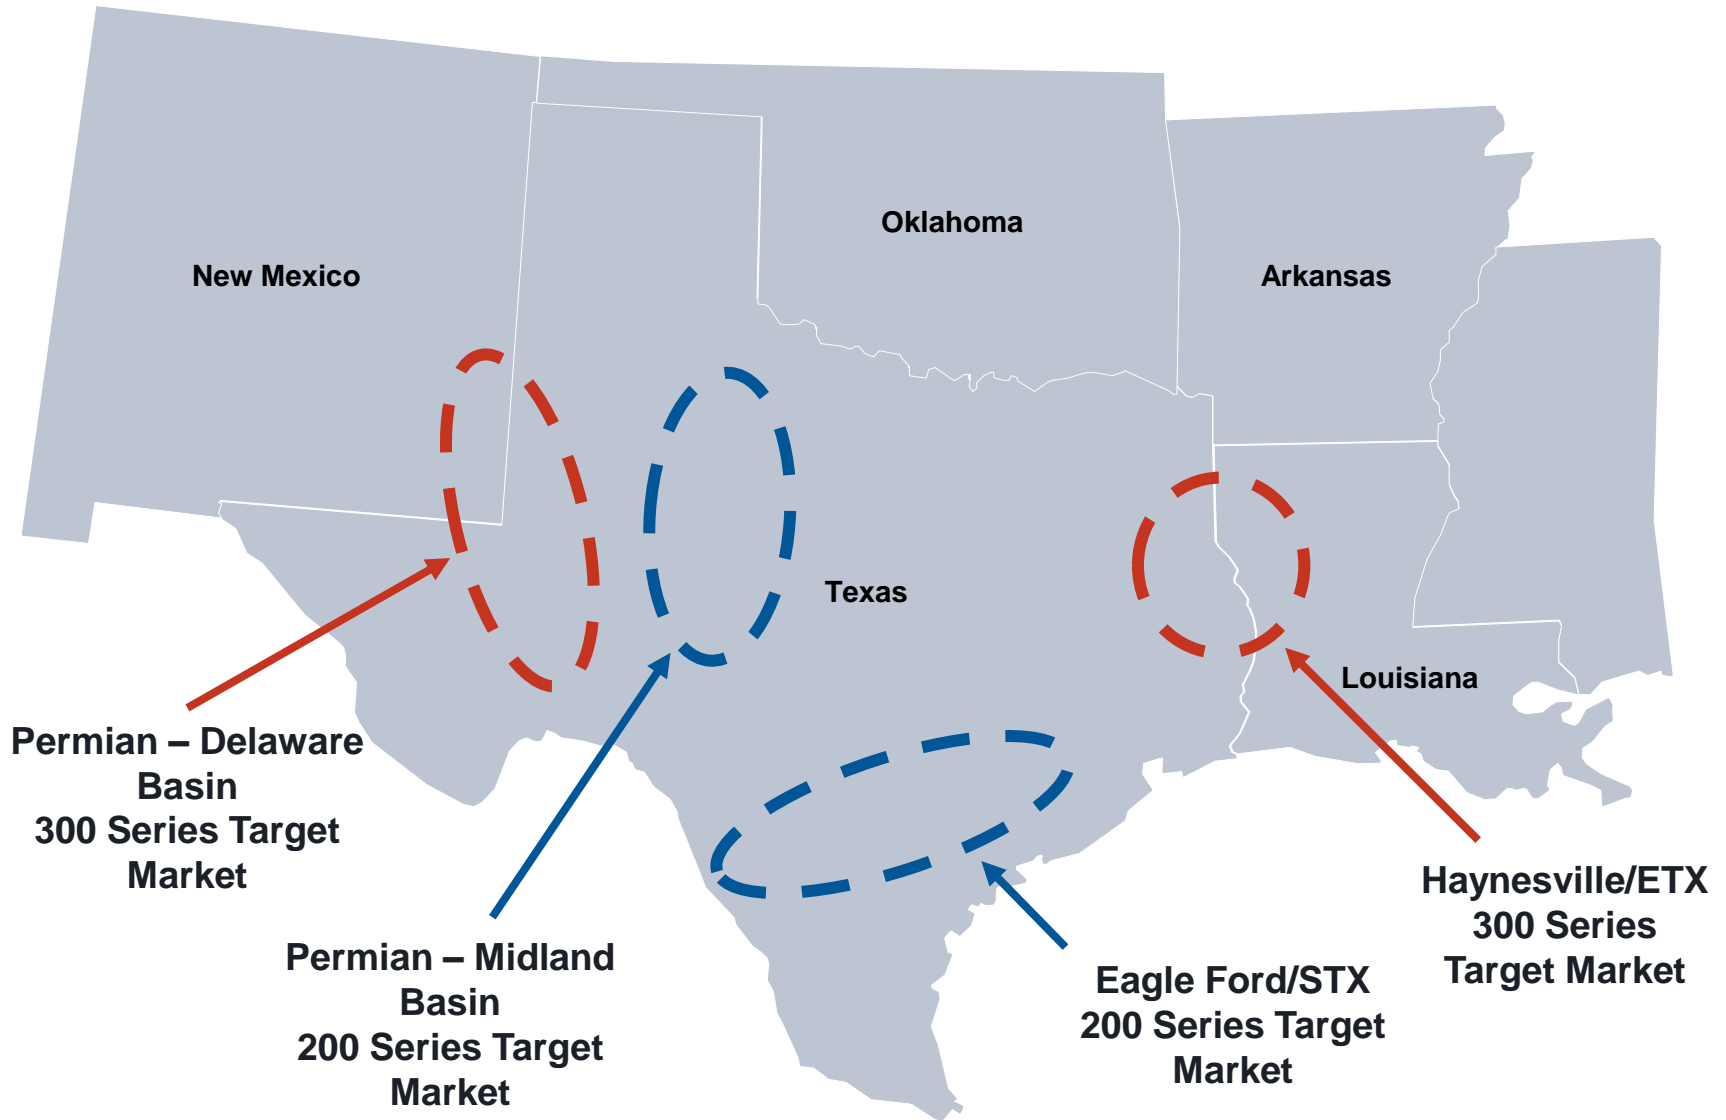 Oklahoma
New Mexico
Arkansas
Texas
Louisiana
Permian – Delaware
Basin
300 Series Target
Market
Permian – Midland
Basin
200 Series Target
Market
Eagle Ford/STX
200 Series Target
Market
Haynesville/ETX
300 Series
Target Market